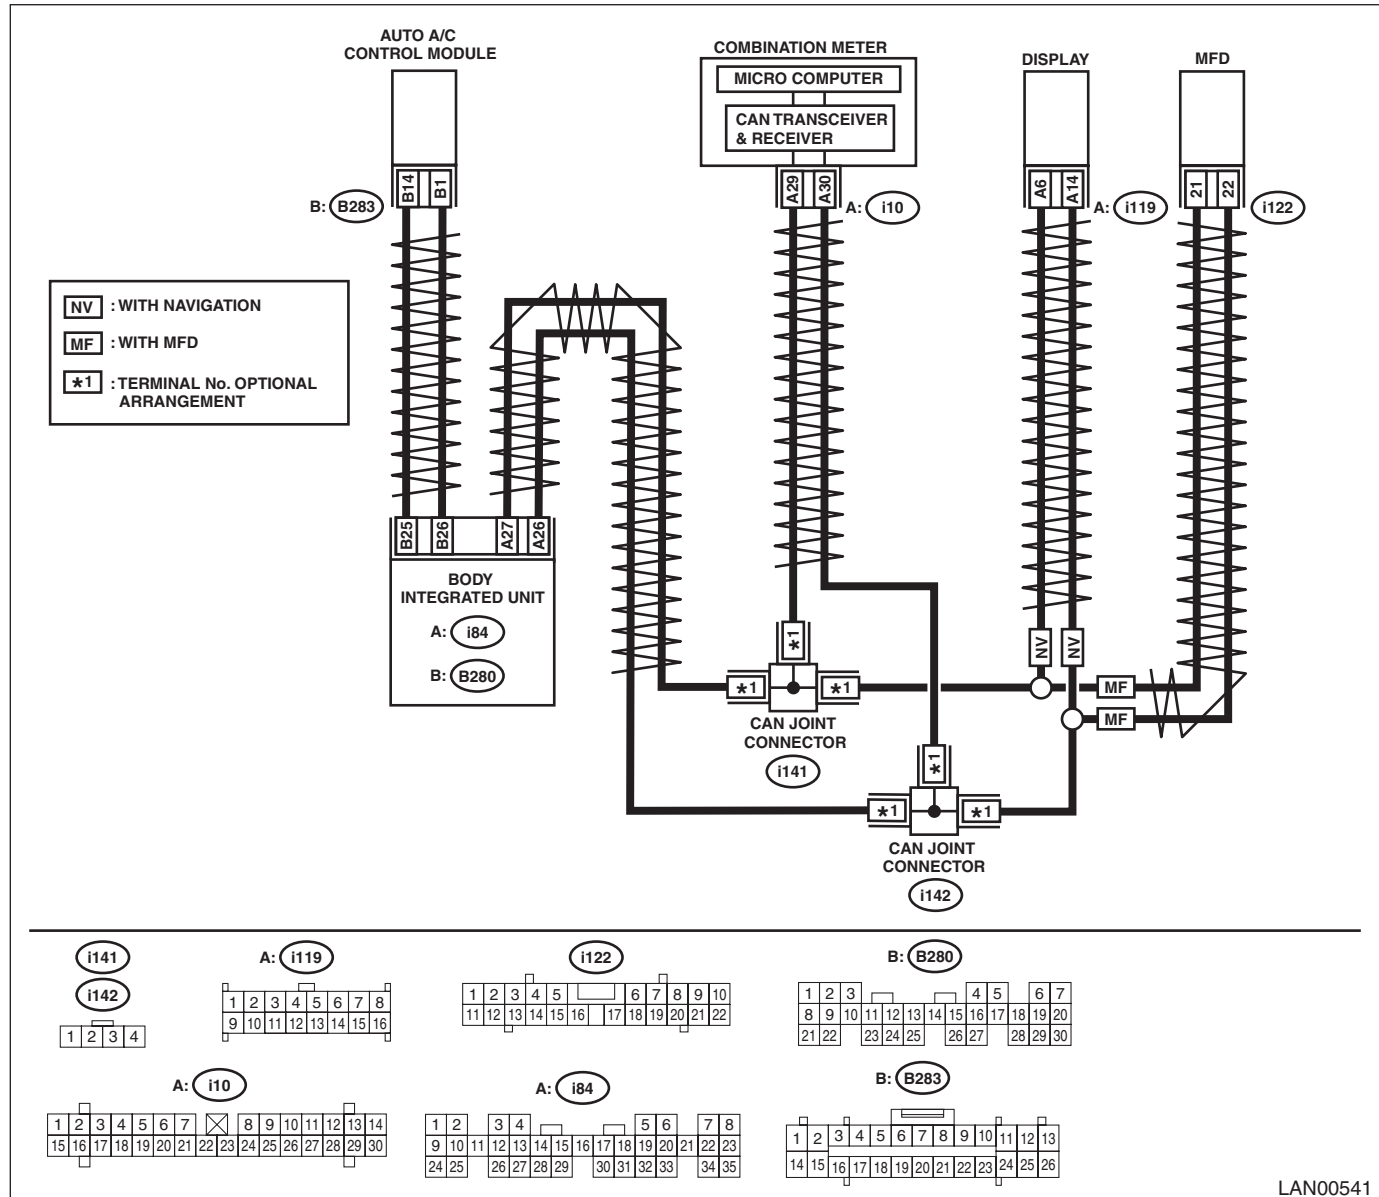 AUTO A/C
CONTROL MODULE
COMBINATION METER
MICRO COMPUTER
CAN TRANSCEIVER
& RECEIVER
DISPLAY
MFD
B14 B1
B: B283
A29 A30
A: i10
A6 A14
A: i119
21 22
i122
NV : WITH NAVIGATION
MF : WITH MFD
*1 : TERMINAL No. OPTIONAL
ARRANGEMENT
B25 B26 A27 A26
BODY
INTEGRATED UNIT
A: i84
B: B280
*1
NV NV
*1 *1
MF
MF
CAN JOINT
CONNECTOR
i141
*1
*1 *1
CAN JOINT
CONNECTOR
i142
i141
i142
1 2 3 4
A: i119
1 2 3 4 5 6 7 8
9 10 11 12 13 14 15 16
i122
1 2 3 4 5 6 7 8 9 10
11 12 13 14 15 16 17 18 19 20 21 22
B: B280
1 2 3 4 5 6 7
8 9 10 11 12 13 14 15 16 17 18 19 20
21 22 23 24 25 26 27 28 29 30
A: i10
1 2 3 4 5 6 7 8 9 10 11 12 13 14
15 16 17 18 19 20 21 22 23 24 25 26 27 28 29 30
A: i84
1 2 3 4 5 6 7 8
9 10 11 12 13 14 15 16 17 18 19 20 21 22 23
24 25 26 27 28 29 30 31 32 33 34 35
B: B283
1 2 3 4 5 6 7 8 9 10 11 12 13
14 15 16 17 18 19 20 21 22 23 24 25 26
LAN00541